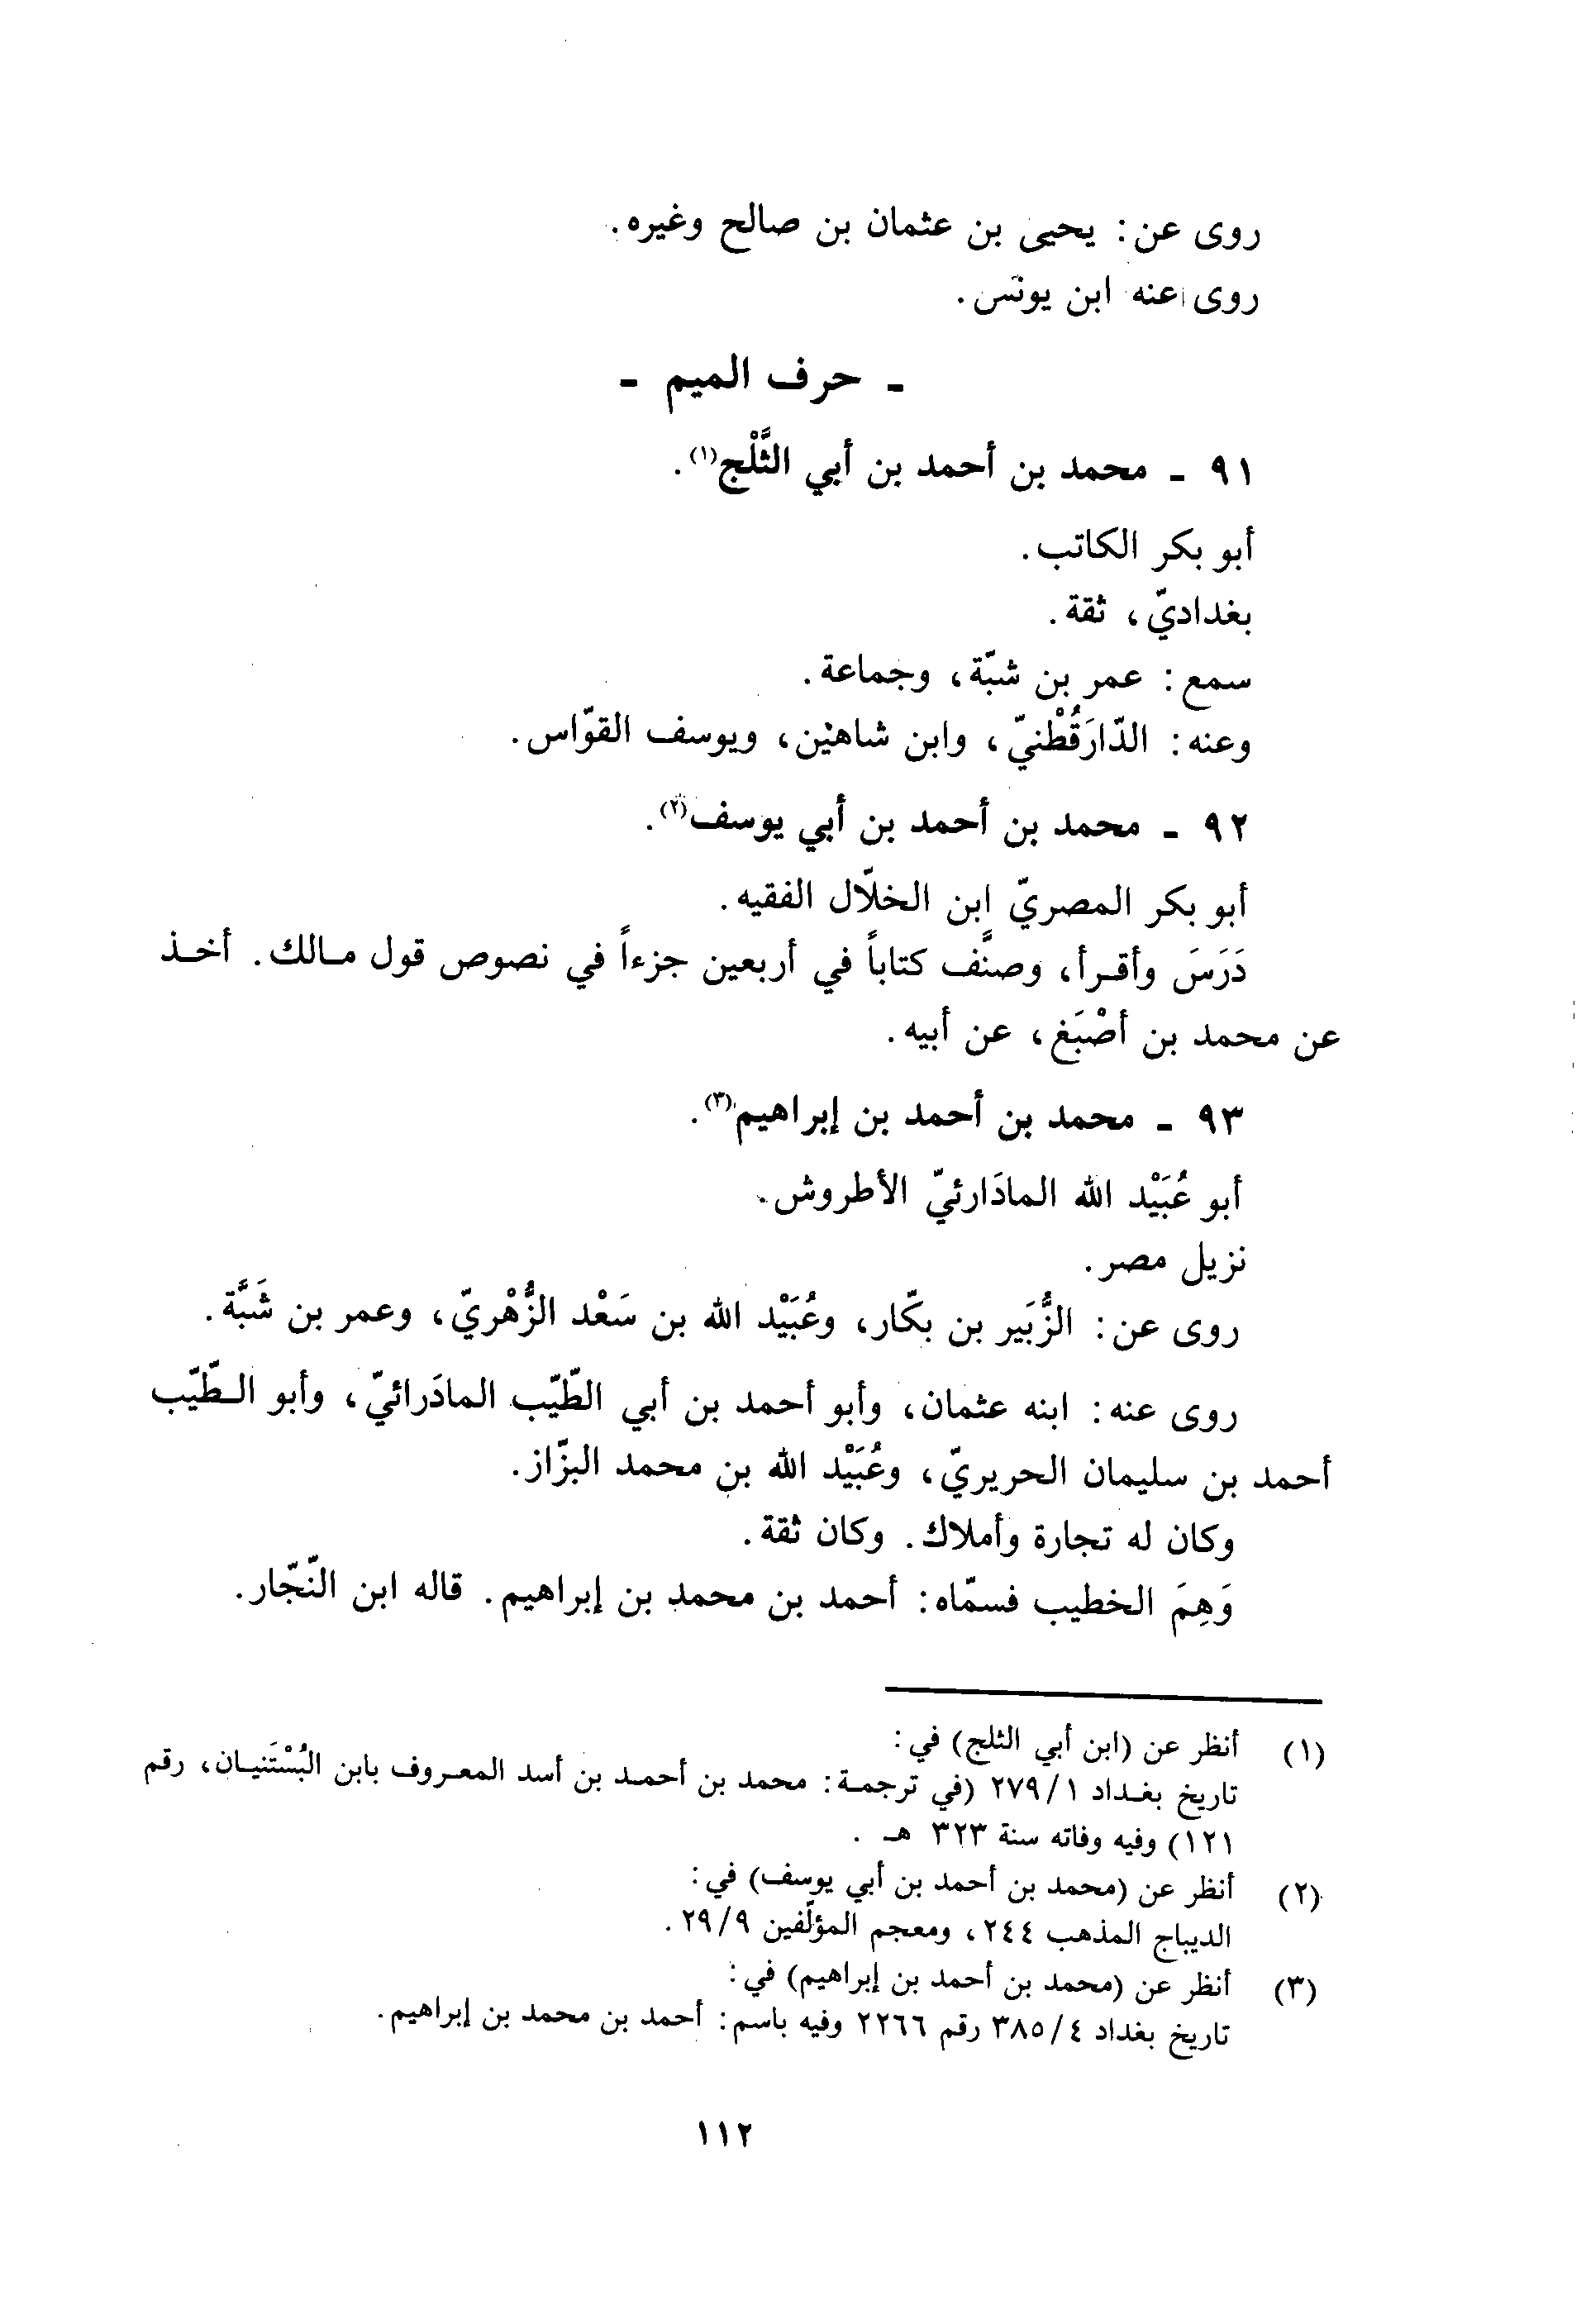 روى عن: يحيى بن عثمان بن صالح وغيره.
روى عنه ابن يونس.
ـ حرف الميم ـ
٩١ ـ محمد بن أحمد بن أبي الثَّلْج(١).
أبو بكر الكاتب.
بغداديّ، ثقة.
سمع: عمر بن شبّة، وجماعة.
وعنه: الدّارَقُطْنيّ، وابن شاهين، ويوسف القوّاس.
٩٢ ـ محمد بن أحمد بن أبي يوسف(٢).
أبو بكر المصريّ ابن الخلّال الفقيه.
دَرَسَ وأقرأ، وصنَّف كتاباً في أربعين جزءاً في نصوص قول مالك. أخذ
عن محمد بن أصْبَغ، عن أبيه.
٩٣ ـ محمد بن أحمد بن إبراهيم(٣).
أبو عُبَيْد الله المادَارئيّ الأطروش.
نزيل مصر.
روى عن: الزُّبَير بن بكّار، وعُبَيْد الله بن سَعْد الزُّهْريّ، وعمر بن شَبَّة.
روى عنه: ابنه عثمان، وأبو أحمد بن أبي الطّيّب المادَرائيّ، وأبو الطّيّب
أحمد بن سليمان الحريريّ، وعُبَيْد الله بن محمد البزّاز.
وكان له تجارة وأملاك. وكان ثقة.
وَهِمَ الخطيب فسمّاه: أحمد بن محمد بن إبراهيم. قاله ابن النّجّار.
(١) أنظر عن (ابن أبي الثلج) في:
تاريخ بغداد ١/٢٧٩ (في ترجمة: محمد بن أحمد بن أسد المعروف بابن البُسْتَنيان، رقم
١٢١) وفيه وفاته سنة ٣٢٣ هـ .
(٢) أنظر عن (محمد بن أحمد بن أبي يوسف) في:
الديباج المذهب ٢٤٤، ومعجم المؤلّفين ٢٩/٩.
(٣) أنظر عن (محمد بن أحمد بن إبراهيم) في:
تاريخ بغداد ٣٨٥/٤ رقم ٢٢٦٦ وفيه باسم: أحمد بن محمد بن إبراهيم.
١١٢